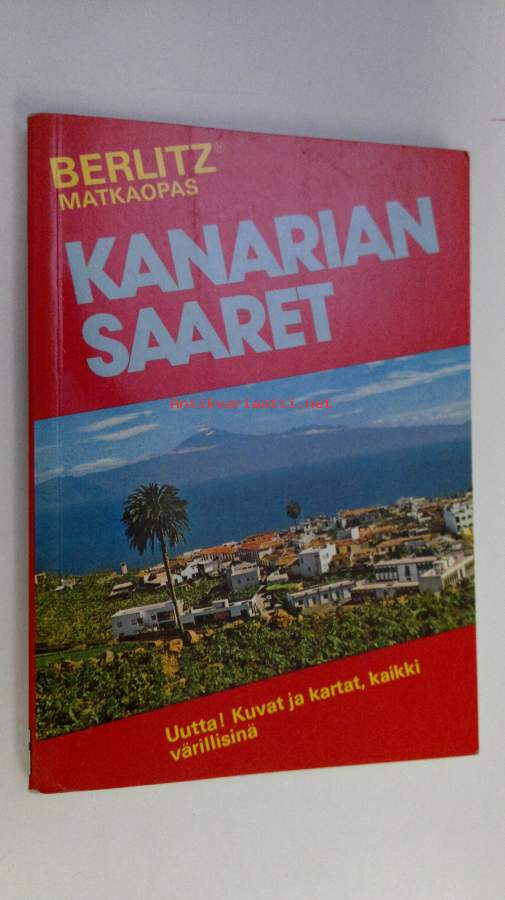 BERLITZ®
MATKAOPAS
KANARIAN
SAARET
Antikvariaatti.net
Uutta! Kuvat ja kartat, kaikki
värillisinä